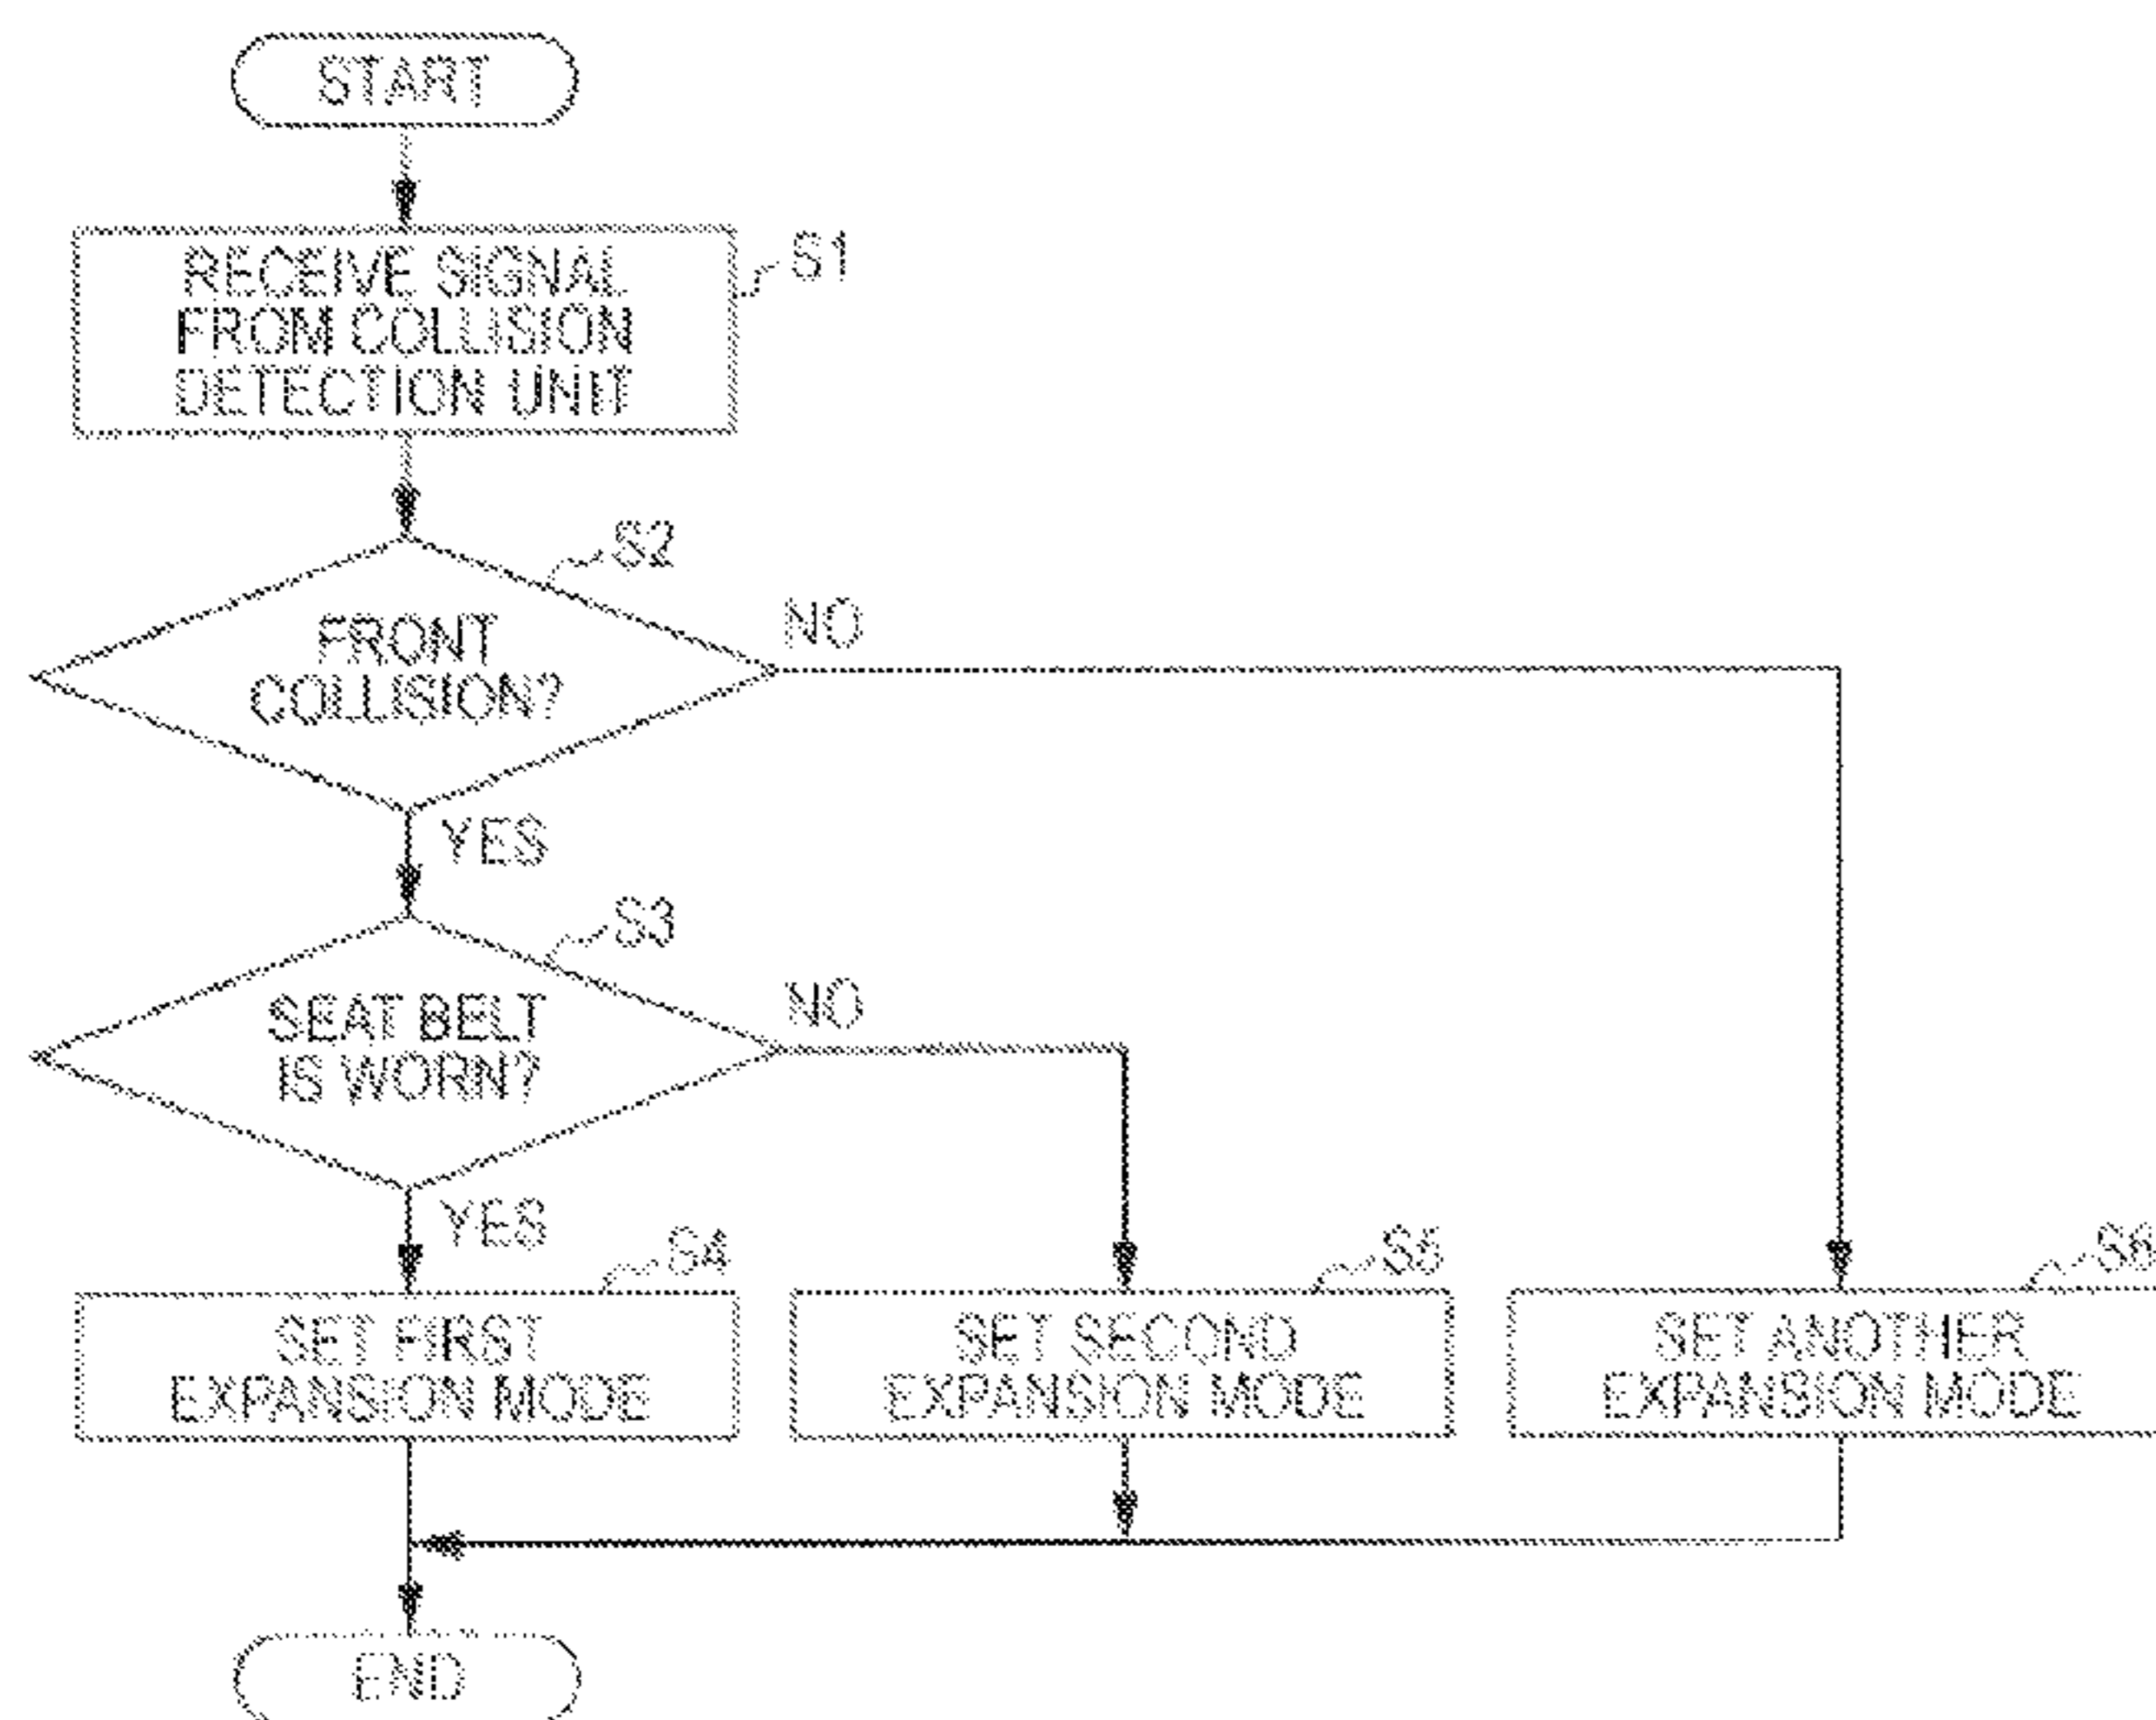 START
RECEIVE SIGNAL
FROM COLLISION
DETECTION UNIT
S1
S2
FRONT
COLLISION?
NO
YES
S3
SEAT BELT
IS WORN?
NO
YES
S4
SET FIRST
EXPANSION MODE
S5
SET SECOND
EXPANSION MODE
S6
SET ANOTHER
EXPANSION MODE
END